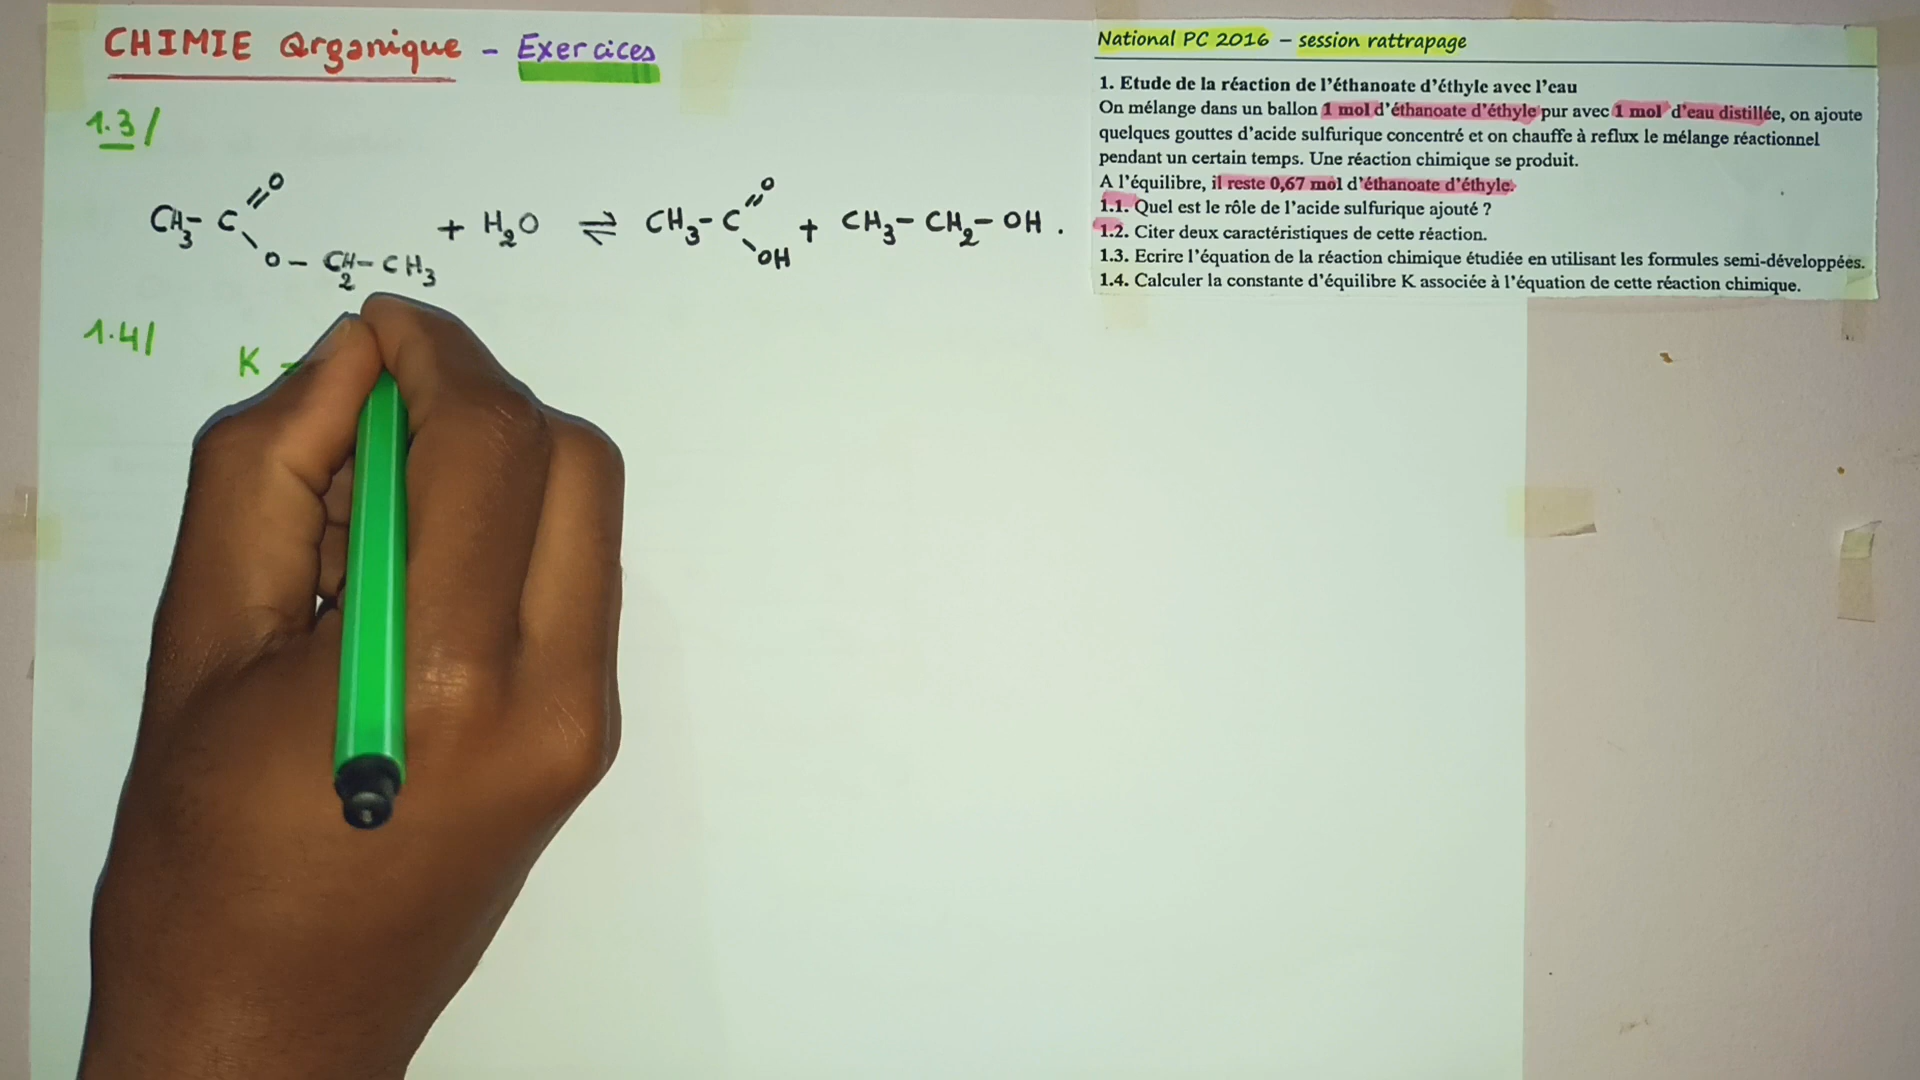 CHIMIE Organique - Exercices
1.3/
CH3-C(=O)-O-CH2-CH3 + H2O ⇌ CH3-C(=O)-OH + CH3-CH2-OH.
1.4/
K =
National PC 2016 – session rattrapage
1. Etude de la réaction de l'éthanoate d'éthyle avec l'eau
On mélange dans un ballon 1 mol d'éthanoate d'éthyle pur avec 1 mol d'eau distillée, on ajoute
quelques gouttes d'acide sulfurique concentré et on chauffe à reflux le mélange réactionnel
pendant un certain temps. Une réaction chimique se produit.
A l'équilibre, il reste 0,67 mol d'éthanoate d'éthyle.
1.1. Quel est le rôle de l'acide sulfurique ajouté ?
1.2. Citer deux caractéristiques de cette réaction.
1.3. Ecrire l'équation de la réaction chimique étudiée en utilisant les formules semi-développées.
1.4. Calculer la constante d'équilibre K associée à l'équation de cette réaction chimique.